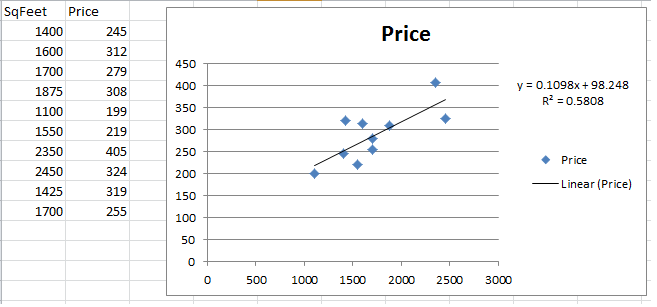 SqFeet Price
1400 245
1600 312
1700 279
1875 308
1100 199
1550 219
2350 405
2450 324
1425 319
1700 255
Price
450
400
350
300
250
200
150
100
50
0
0 500 1000 1500 2000 2500 3000
y = 0.1098x + 98.248
R² = 0.5808
Price
Linear (Price)